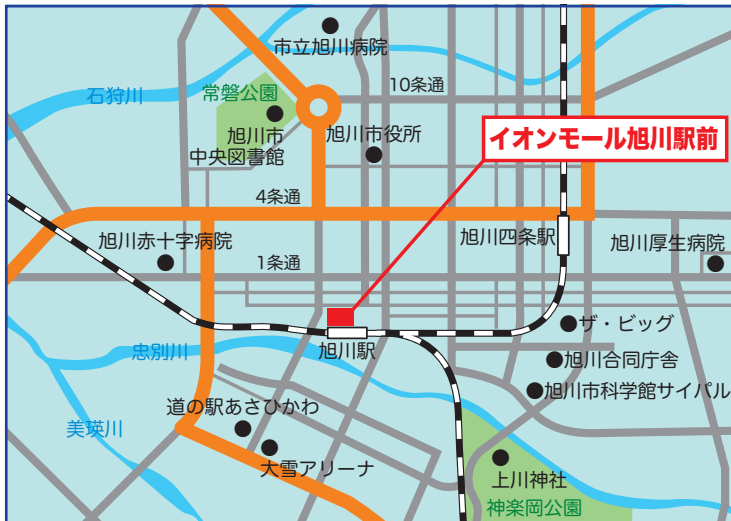 市立旭川病院
10条通
石狩川
常磐公園
旭川市
中央図書館
旭川市役所
イオンモール旭川駅前
4条通
旭川赤十字病院
旭川四条駅
旭川厚生病院
1条通
ザ・ビッグ
旭川駅
忠別川
旭川合同庁舎
旭川市科学館サイパル
道の駅あさひかわ
美瑛川
大雪アリーナ
上川神社
神楽岡公園